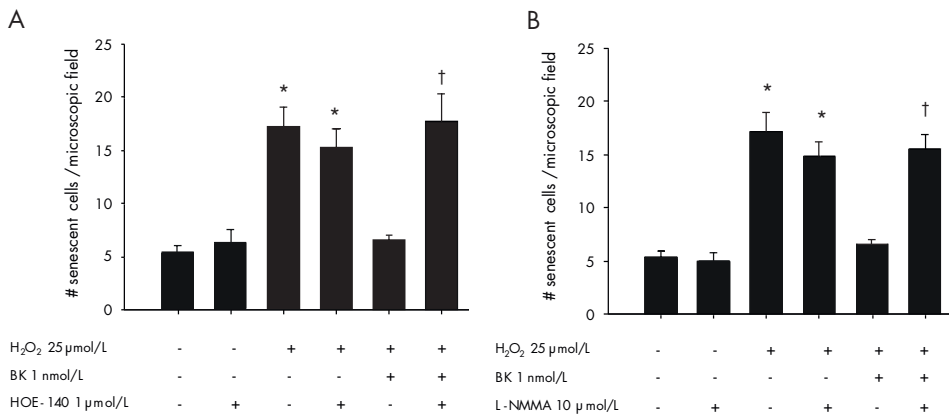 A
# senescent cells / microscopic field
25
20
15
10
5
0
* * †
H₂O₂ 25 µmol/L - - + + + +
BK 1 nmol/L - - - - + +
HOE-140 1 µmol/L - + - + - +
B
# senescent cells / microscopic field
25
20
15
10
5
0
* * †
H₂O₂ 25 µmol/L - - + + + +
BK 1 nmol/L - - - - + +
L-NMMA 10 µmol/L - + - + - +